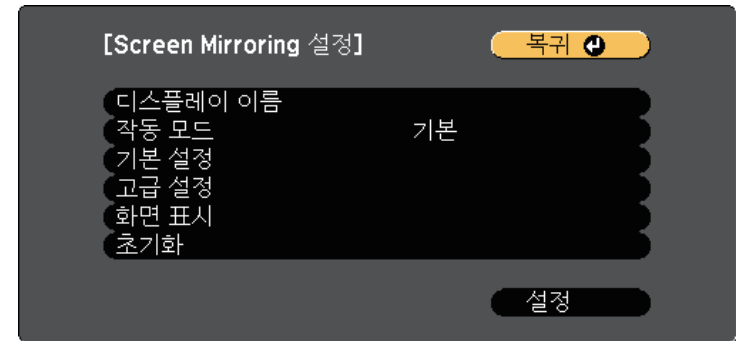 [Screen Mirroring 설정]
복귀
디스플레이 이름
작동 모드 기본
기본 설정
고급 설정
화면 표시
초기화
설정